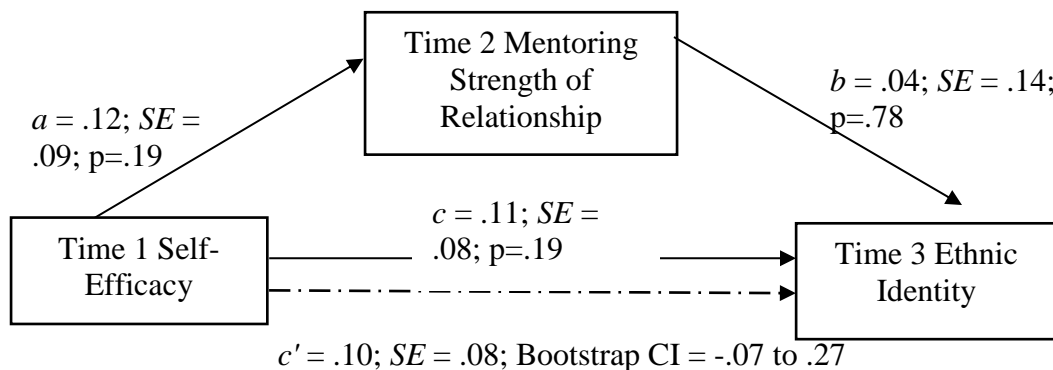 Time 2 Mentoring
Strength of
Relationship
a = .12; SE =
.09; p=.19
b = .04; SE = .14;
p=.78
c = .11; SE =
.08; p=.19
Time 1 Self-
Efficacy
Time 3 Ethnic
Identity
c' = .10; SE = .08; Bootstrap CI = -.07 to .27